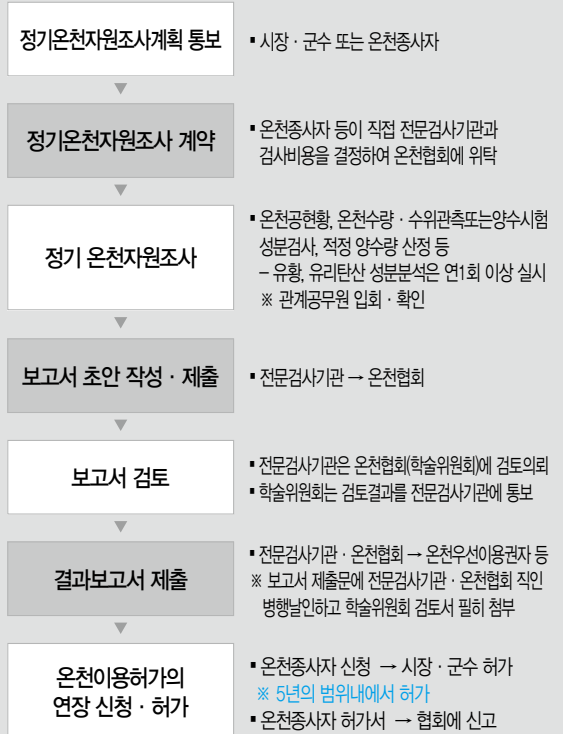 정기온천자원조사계획 통보
▪ 시장 · 군수 또는 온천종사자
정기온천자원조사 계약
▪ 온천종사자 등이 직접 전문검사기관과
검사비용을 결정하여 온천협회에 위탁
정기 온천자원조사
▪ 온천공현황, 온천수량 · 수위관측또는양수시험
성분검사, 적정 양수량 산정 등
– 유황, 유리탄산 성분분석은 연1회 이상 실시
※ 관계공무원 입회 · 확인
보고서 초안 작성 · 제출
▪ 전문검사기관 → 온천협회
보고서 검토
▪ 전문검사기관은 온천협회(학술위원회)에 검토의뢰
▪ 학술위원회는 검토결과를 전문검사기관에 통보
결과보고서 제출
▪ 전문검사기관 · 온천협회 → 온천우선이용권자 등
※ 보고서 제출문에 전문검사기관 · 온천협회 직인
병행날인하고 학술위원회 검토서 필히 첨부
온천이용허가의
연장 신청 · 허가
▪ 온천종사자 신청 → 시장 · 군수 허가
※ 5년의 범위내에서 허가
▪ 온천종사자 허가서 → 협회에 신고